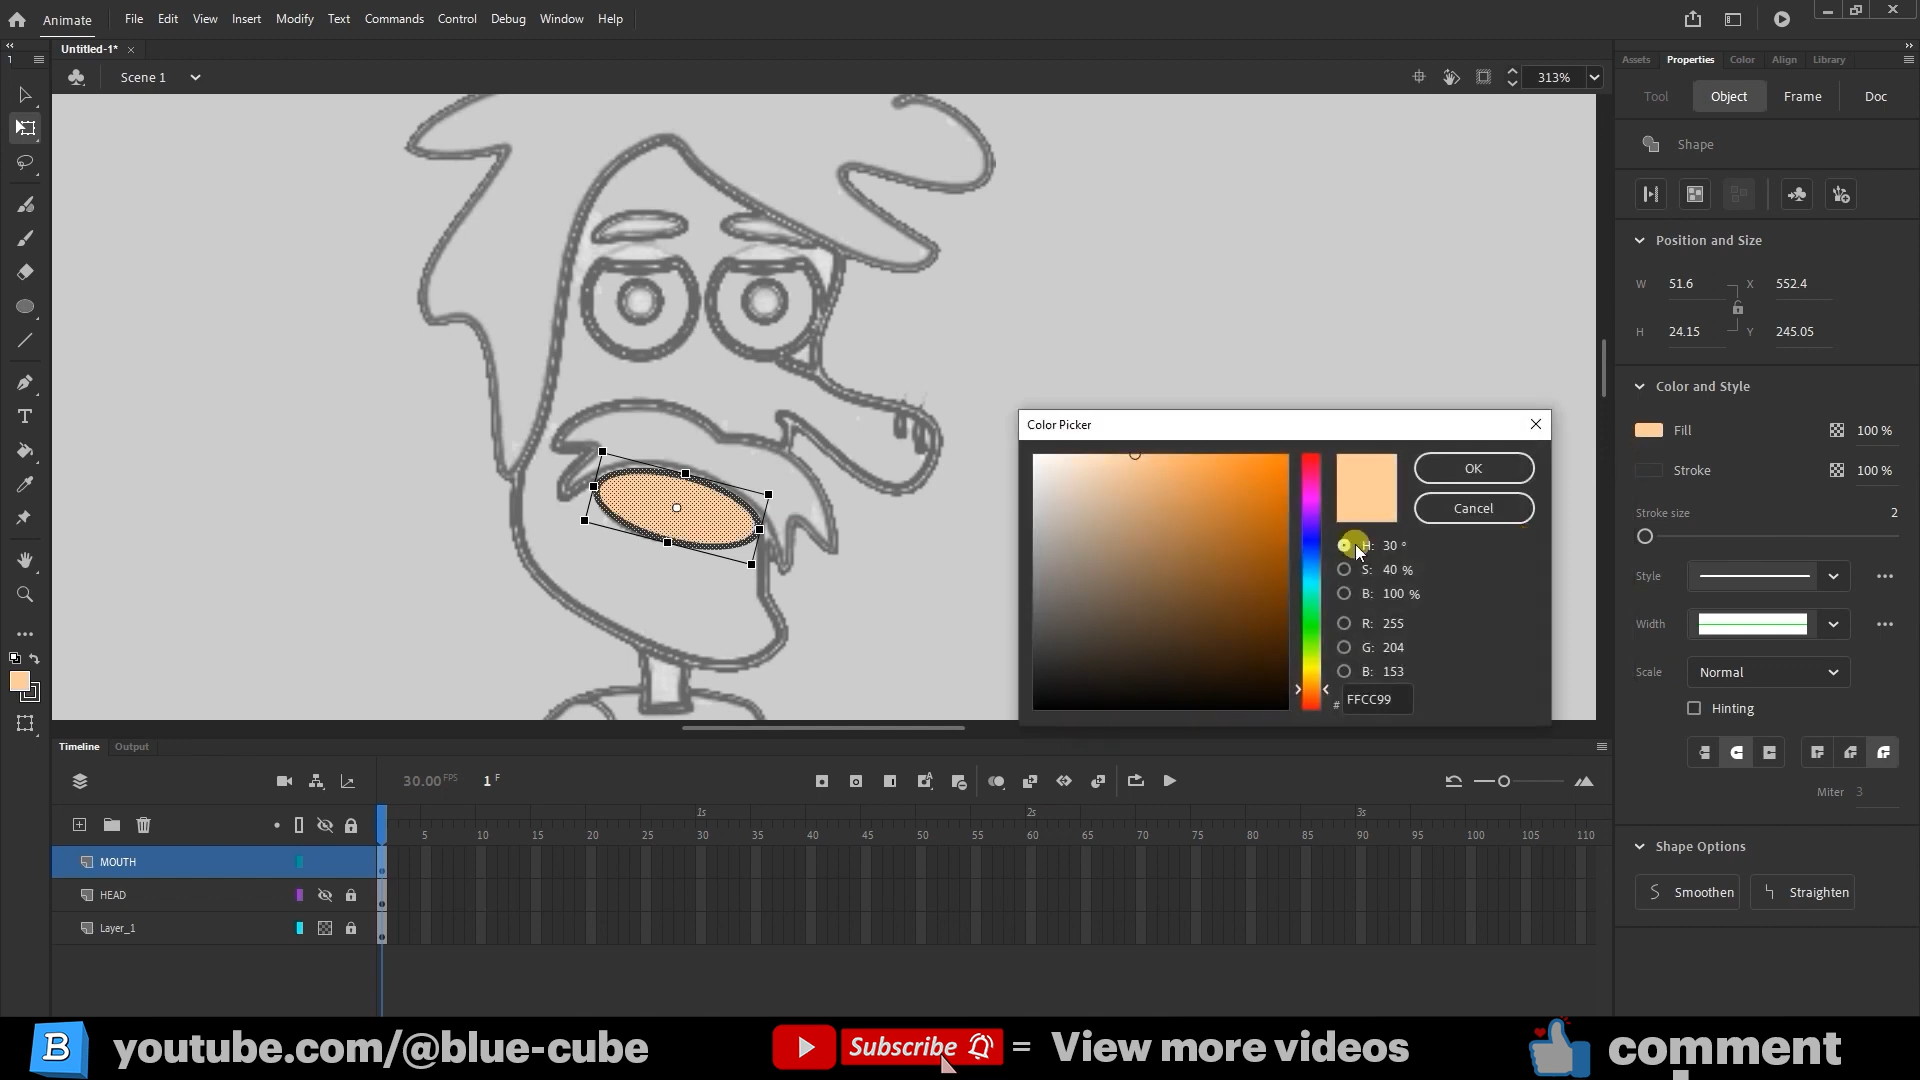 Animate File Edit View Insert Modify Text Commands Control Debug Window Help
Untitled-1*
Scene 1
313%
Assets Properties Color Align Library
Tool Object Frame Doc
Shape
Position and Size
W 51.6 X 552.4
H 24.15 Y 245.05
Color and Style
Fill 100 %
Stroke 100 %
Stroke size 2
Style
Width
Scale Normal
Hinting
Miter 3
Shape Options
Smoothen Straighten
Color Picker
OK
Cancel
H: 30 °
S: 40 %
B: 100 %
R: 255
G: 204
B: 153
# FFCC99
Timeline Output
30.00 FPS 1 F
1s 2s 3s
5 10 15 20 25 30 35 40 45 50 55 60 65 70 75 80 85 90 95 100 105 110
MOUTH
HEAD
Layer_1
B youtube.com/@blue-cube Subscribe = View more videos comment